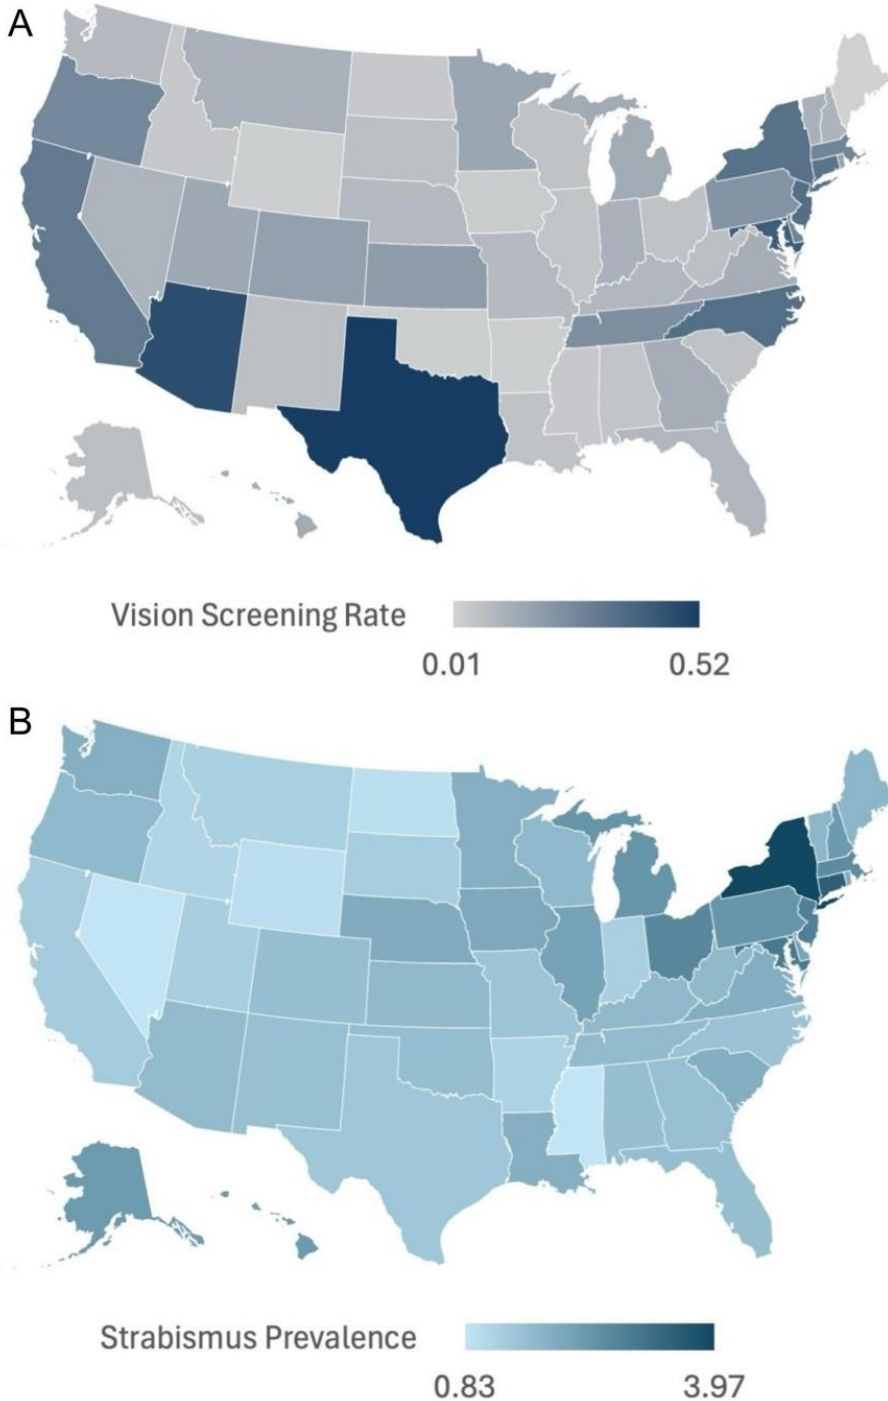 A
Vision Screening Rate
0.01 0.52
B
Strabismus Prevalence
0.83 3.97